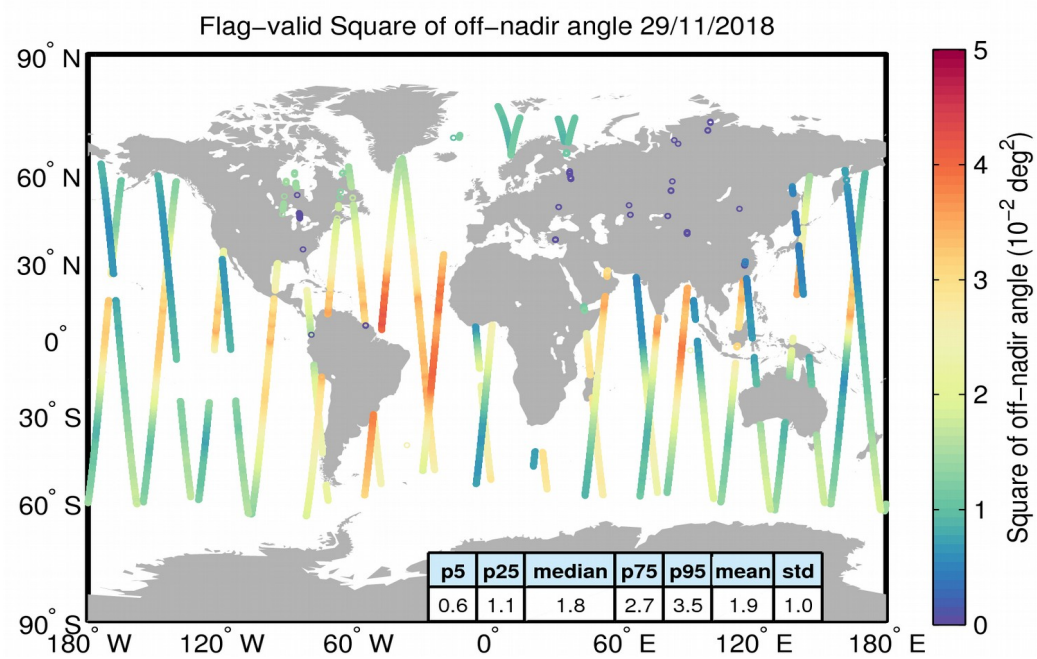 Flag−valid Square of off−nadir angle 29/11/2018
90° N
60° N
30° N
0°
30° S
60° S
90° S
180° W
120° W
60° W
0°
60° E
120° E
180° E
p5 p25 median p75 p95 mean std
0.6 1.1 1.8 2.7 3.5 1.9 1.0
5
4
3
2
1
0
Square of off−nadir angle (10⁻² deg²)